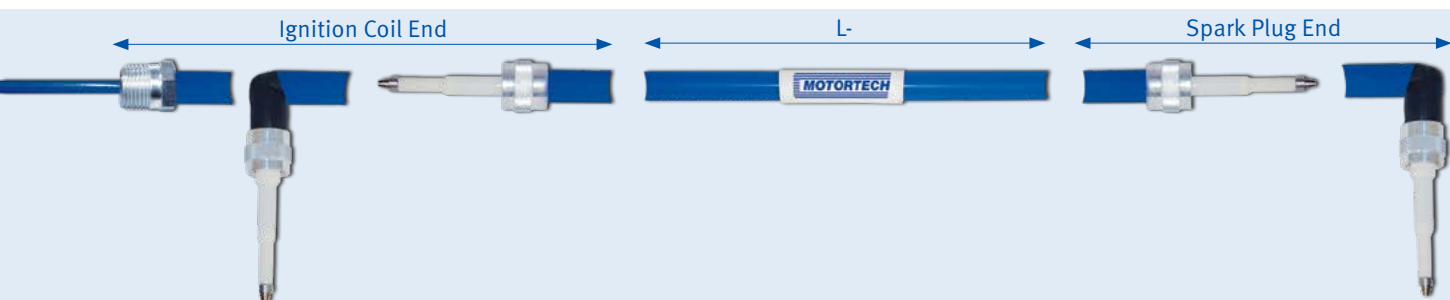 Ignition Coil End
L-
Spark Plug End
MOTORTECH